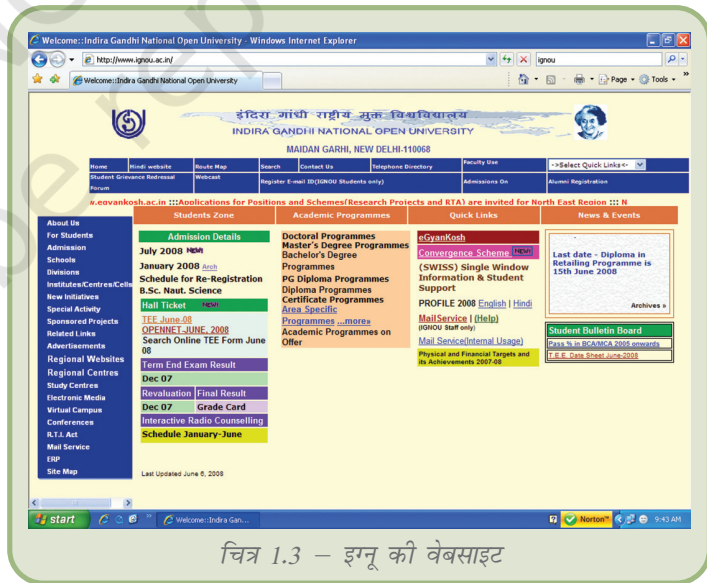 Welcome::Indira Gandhi National Open University - Windows Internet Explorer
http://www.ignou.ac.in/
ignou
Welcome::Indira Gandhi National Open University
Page
Tools
इंदिरा गांधी राष्ट्रीय मुक्त विश्वविद्यालय
INDIRA GANDHI NATIONAL OPEN UNIVERSITY
MAIDAN GARHI, NEW DELHI-110068
Home Hindi website Route Map Search Contact Us Telephone Directory Faculty Use ->Select Quick Links<-
Student Grievance Redressal Forum Webcast Register E-mail ID(IGNOU Students only) Admissions On Alumni Registration
w.egyankosh.ac.in :::Applications for Positions and Schemes(Research Projects and RTA) are invited for North East Region ::: N
About Us
For Students
Admission
Schools
Divisions
Institutes/Centres/Cells
New Initiatives
Special Activity
Sponsored Projects
Related Links
Advertisements
Regional Websites
Regional Centres
Study Centres
Electronic Media
Virtual Campus
Conferences
R.T.I. Act
Mail Service
ERP
Site Map
Students Zone
Admission Details
July 2008 NEW!
January 2008 Arch
Schedule for Re-Registration
B.Sc. Naut. Science
Hall Ticket NEW!
TEE June-08
OPENNET-JUNE, 2008
Search Online TEE Form June
08
Term End Exam Result
Dec 07
Revaluation Final Result
Dec 07 Grade Card
Interactive Radio Counselling
Schedule January-June
Last Updated June 6, 2008
Academic Programmes
Doctoral Programmes
Master's Degree Programmes
Bachelor's Degree
Programmes
PG Diploma Programmes
Diploma Programmes
Certificate Programmes
Area Specific
Programmes ...more»
Academic Programmes on
Offer
Quick Links
eGyanKosh
Convergence Scheme NEW!
(SWISS) Single Window
Information & Student
Support
PROFILE 2008 English | Hindi
MailService | (Help)
(IGNOU Staff only)
Mail Service(Internal Usage)
Physical and Financial Targets and
its Achievements 2007-08
News & Events
Last date - Diploma in
Retailing Programme is
15th June 2008
Archives »
Student Bulletin Board
Pass % in BCA/MCA 2005 onwards
T.E.E. Date Sheet June-2008
start
Welcome::Indira Gan...
Norton™
9:43 AM
चित्र 1.3 – इग्नू की वेबसाइट